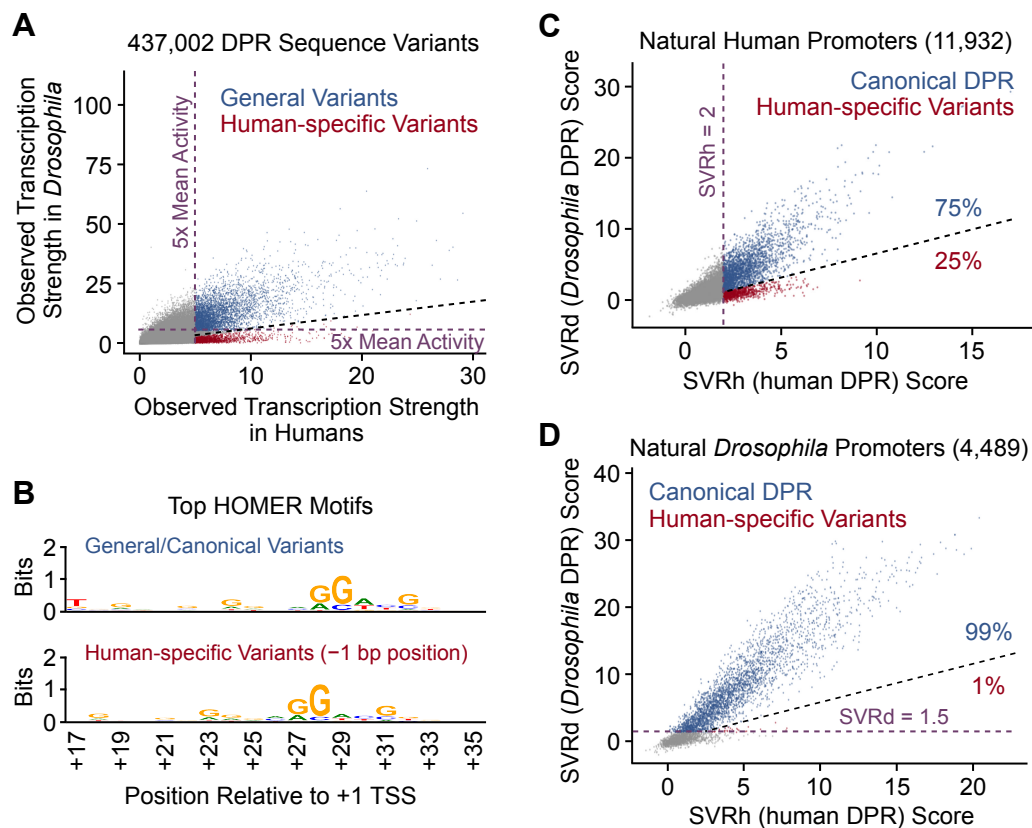 A
437,002 DPR Sequence Variants
Observed Transcription
Strength in Drosophila
100
75
50
25
0
General Variants
Human-specific Variants
5x Mean Activity
5x Mean Activity
0
10
20
30
Observed Transcription Strength
in Humans
B
Top HOMER Motifs
Bits
2
1
0
General/Canonical Variants
T
G
G
G
G
A
G
A
C
T
Bits
2
1
0
Human-specific Variants (−1 bp position)
G
G
G
G
+17
+19
+21
+23
+25
+27
+29
+31
+33
+35
Position Relative to +1 TSS
C
Natural Human Promoters (11,932)
SVRd (Drosophila DPR) Score
30
20
10
0
Canonical DPR
Human-specific Variants
SVRh = 2
75%
25%
0
5
10
15
SVRh (human DPR) Score
D
Natural Drosophila Promoters (4,489)
SVRd (Drosophila DPR) Score
40
30
20
10
0
Canonical DPR
Human-specific Variants
99%
1%
SVRd = 1.5
0
5
10
15
20
SVRh (human DPR) Score